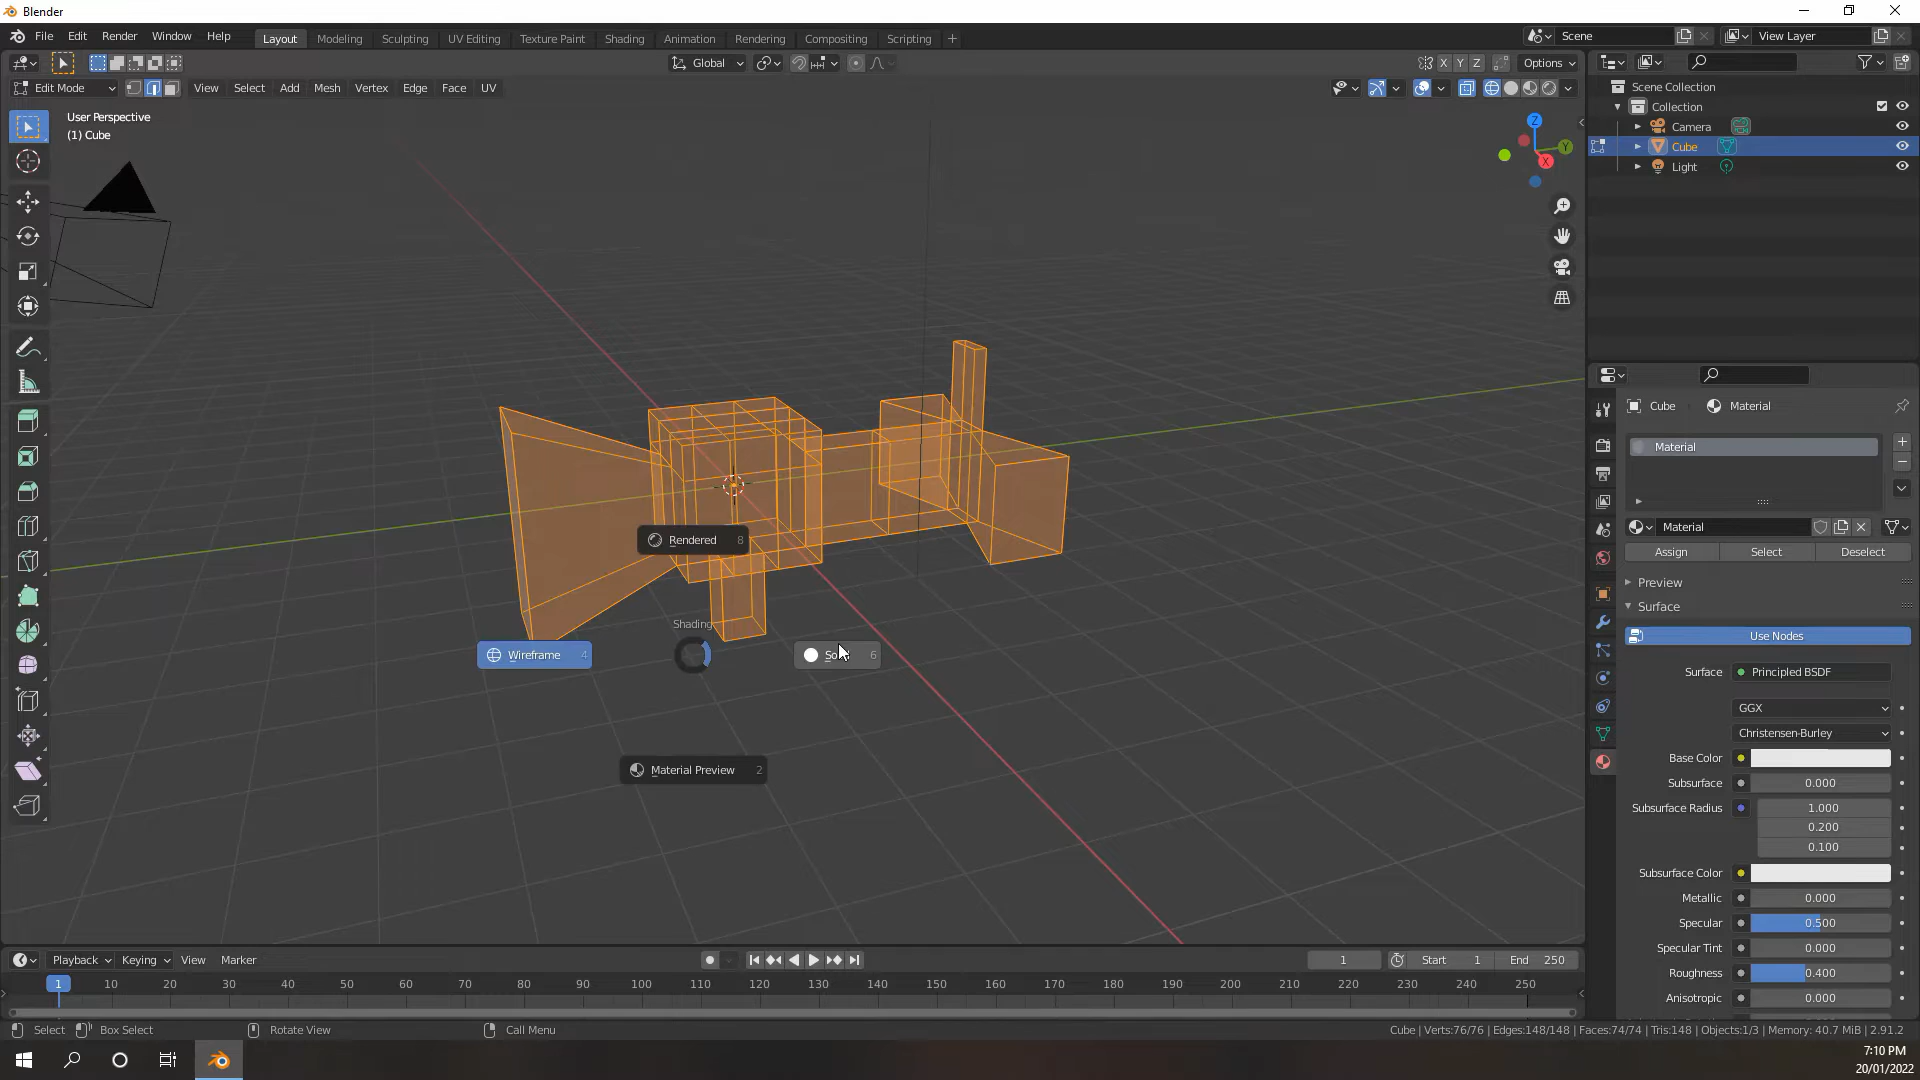 Blender
File Edit Render Window Help
Layout Modeling Sculpting UV Editing Texture Paint Shading Animation Rendering Compositing Scripting +
Scene
View Layer
Global
X Y Z
Options
Edit Mode
View Select Add Mesh Vertex Edge Face UV
User Perspective
(1) Cube
Z
Y
X
Scene Collection
Collection
Camera
Cube
Light
Rendered 8
Shading
Wireframe 4
6
Material Preview 2
Cube
Material
Material
Material
Assign Select Deselect
Preview
Surface
Use Nodes
Surface Principled BSDF
GGX
Christensen-Burley
Base Color
Subsurface 0.000
Subsurface Radius 1.000
0.200
0.100
Subsurface Color
Metallic 0.000
Specular 0.500
Specular Tint 0.000
Roughness 0.400
Anisotropic 0.000
Playback Keying View Marker
1
Start 1
End 250
1 10 20 30 40 50 60 70 80 90 100 110 120 130 140 150 160 170 180 190 200 210 220 230 240 250
Select Box Select Rotate View Call Menu
Cube | Verts:76/76 | Edges:148/148 | Faces:74/74 | Tris:148 | Objects:1/3 | Memory: 40.7 MiB | 2.91.2
7:10 PM
20/01/2022